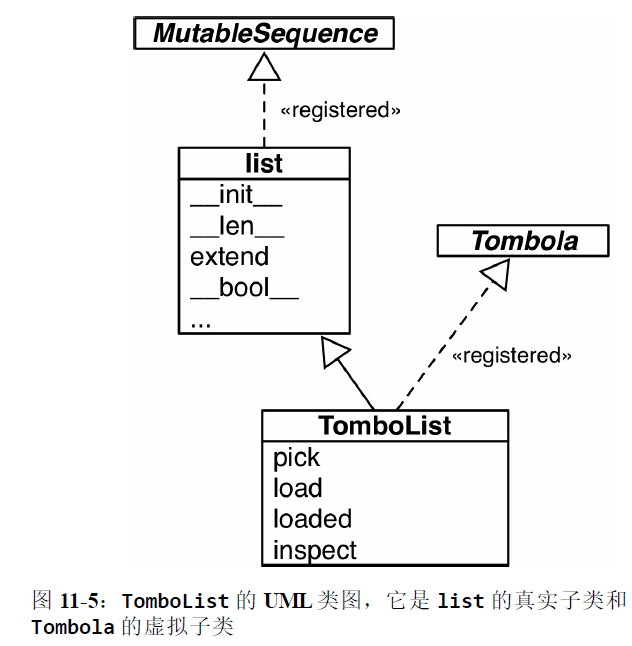 MutableSequence
«registered»
list
__init__
__len__
extend
__bool__
...
Tombola
«registered»
TomboList
pick
load
loaded
inspect
图 11-5：TomboList 的 UML 类图，它是 list 的真实子类和
Tombola 的虚拟子类